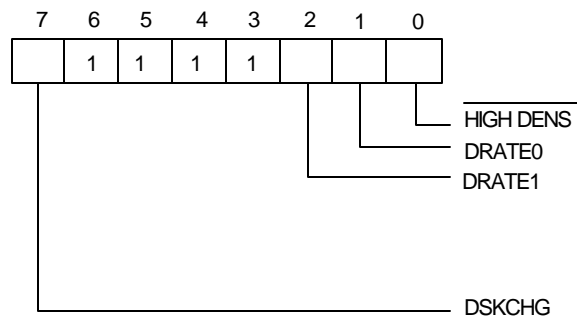 7 6 5 4 3 2 1 0
1 1 1 1
HIGH DENS
DRATE0
DRATE1
DSKCHG